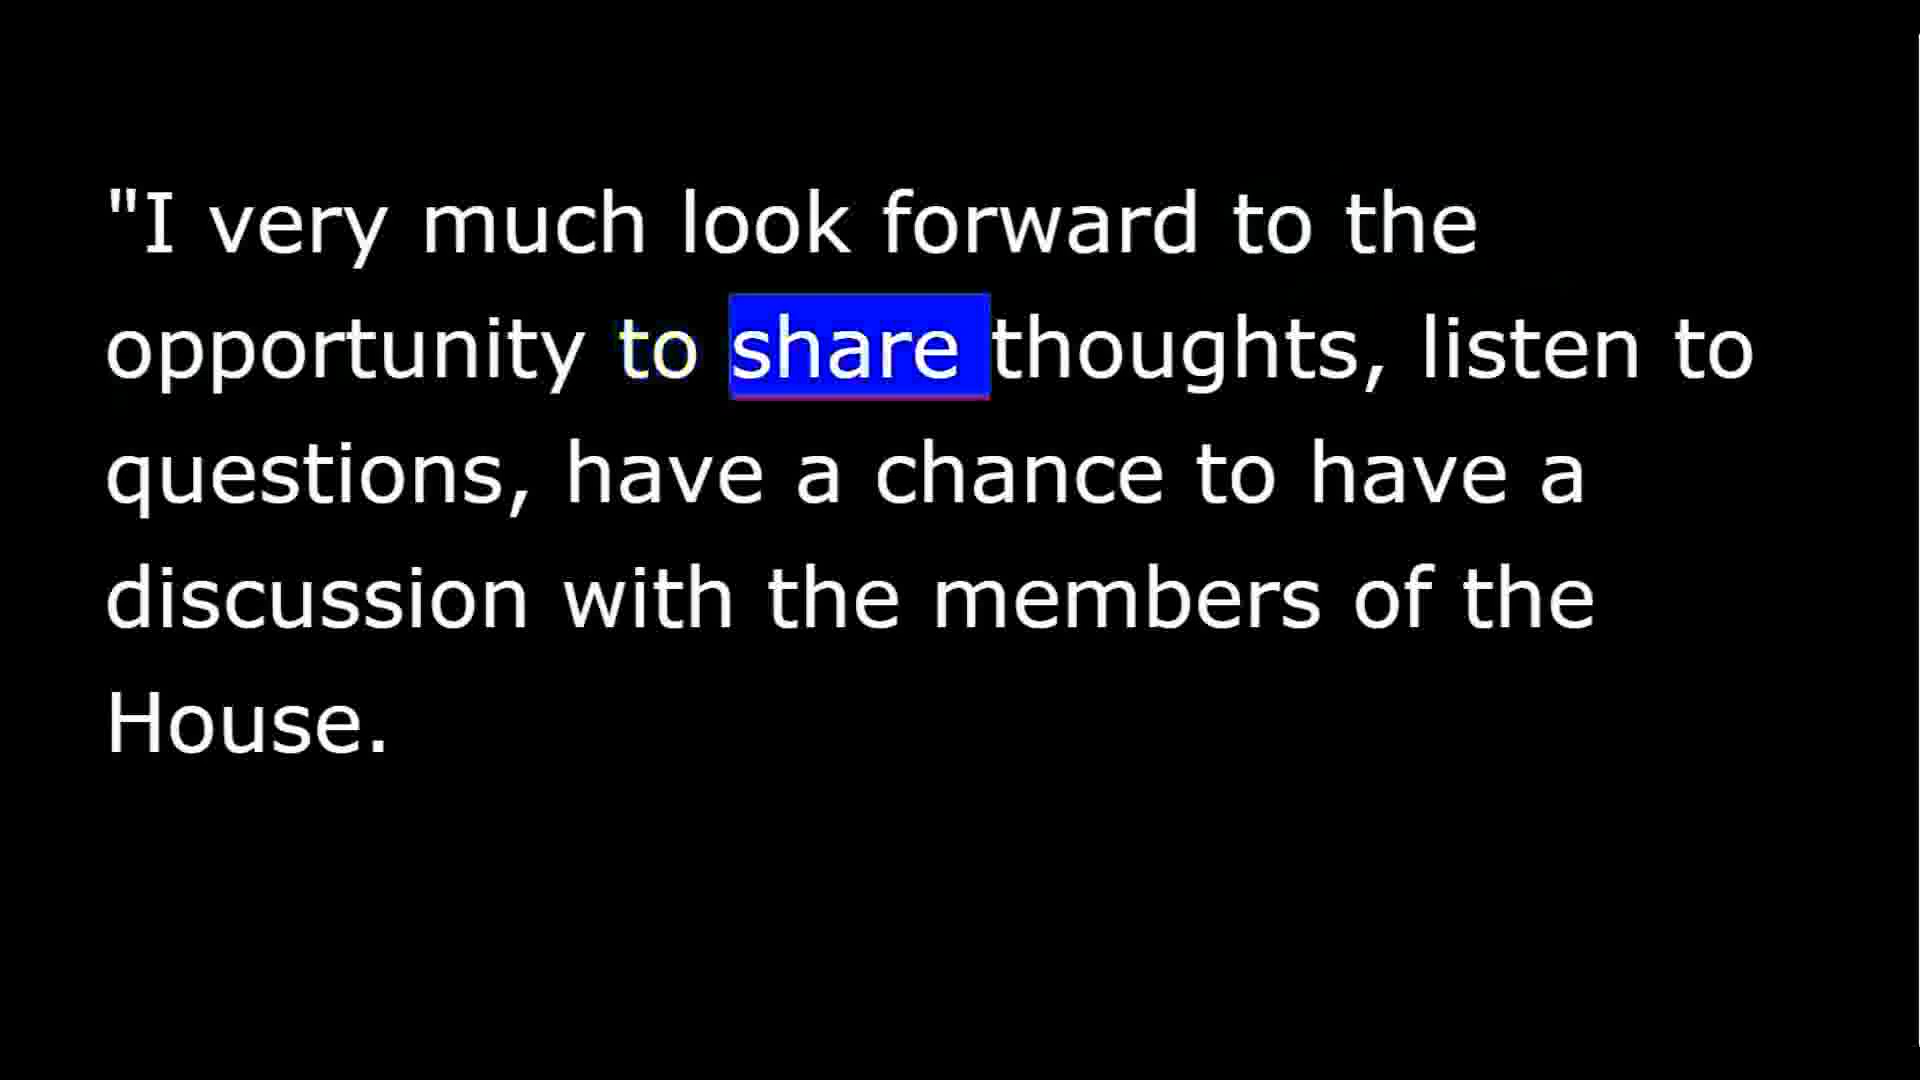 "I very much look forward to the
opportunity to share thoughts, listen to
questions, have a chance to have a
discussion with the members of the
House.